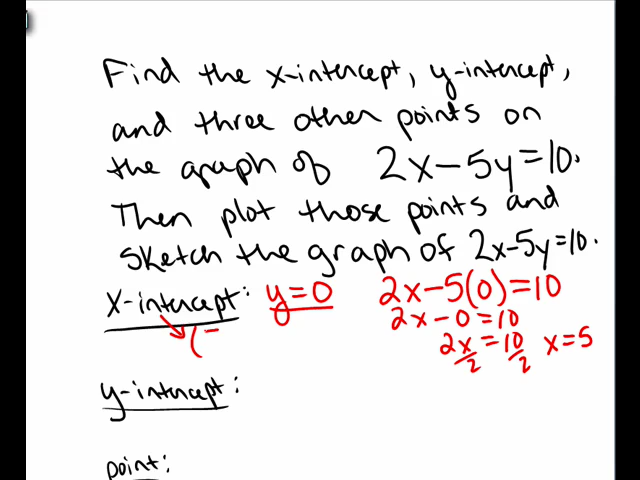 Find the x-intercept, y-intercept,
and three other points on
the graph of 2x-5y=10.
Then plot those points and
sketch the graph of 2x-5y=10.
x-intercept: y=0 2x-5(0)=10
2x-0=10
2x/2=10/2 x=5
(
y-intercept:
point: